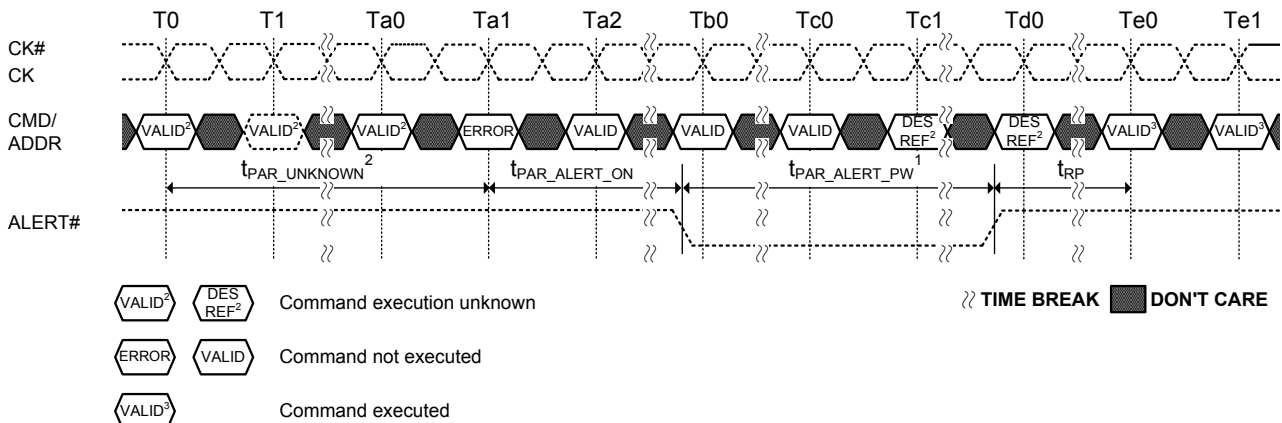 T0 T1 Ta0 Ta1 Ta2 Tb0 Tc0 Tc1 Td0 Te0 Te1
CK#
CK
CMD/
ADDR
VALID² VALID² VALID² ERROR VALID VALID VALID DES REF² DES REF² VALID³ VALID³
tPAR_UNKNOWN² tPAR_ALERT_ON tPAR_ALERT_PW¹ tRP
ALERT#
VALID² DES REF² Command execution unknown
TIME BREAK DON'T CARE
ERROR VALID Command not executed
VALID³ Command executed